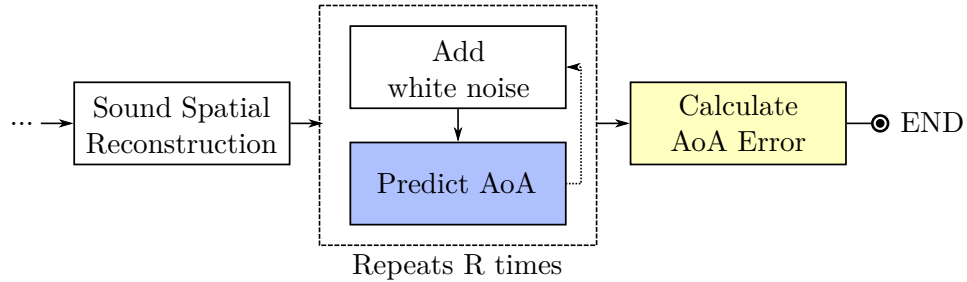 ...
Sound Spatial
Reconstruction
Add
white noise
Predict AoA
Repeats R times
Calculate
AoA Error
END